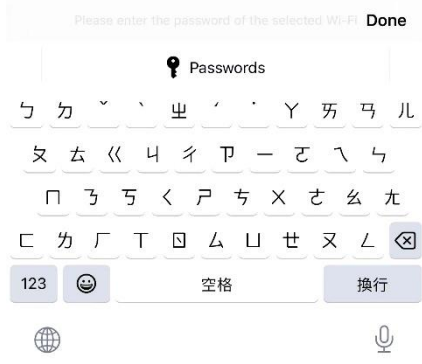 Please enter the password of the selected Wi-Fi Done
Passwords
ㄅ ㄉ ˇ ˋ ㄓ ˊ ˙ ㄚ ㄞ ㄢ ㄦ
ㄆ ㄊ ㄍ ㄐ ㄔ ㄗ ㄧ ㄛ ㄟ ㄣ
ㄇ ㄋ ㄎ ㄑ ㄕ ㄘ ㄨ ㄜ ㄠ ㄤ
ㄈ ㄌ ㄏ ㄒ ㄖ ㄙ ㄩ ㄝ ㄡ ㄥ
123 空格 換行